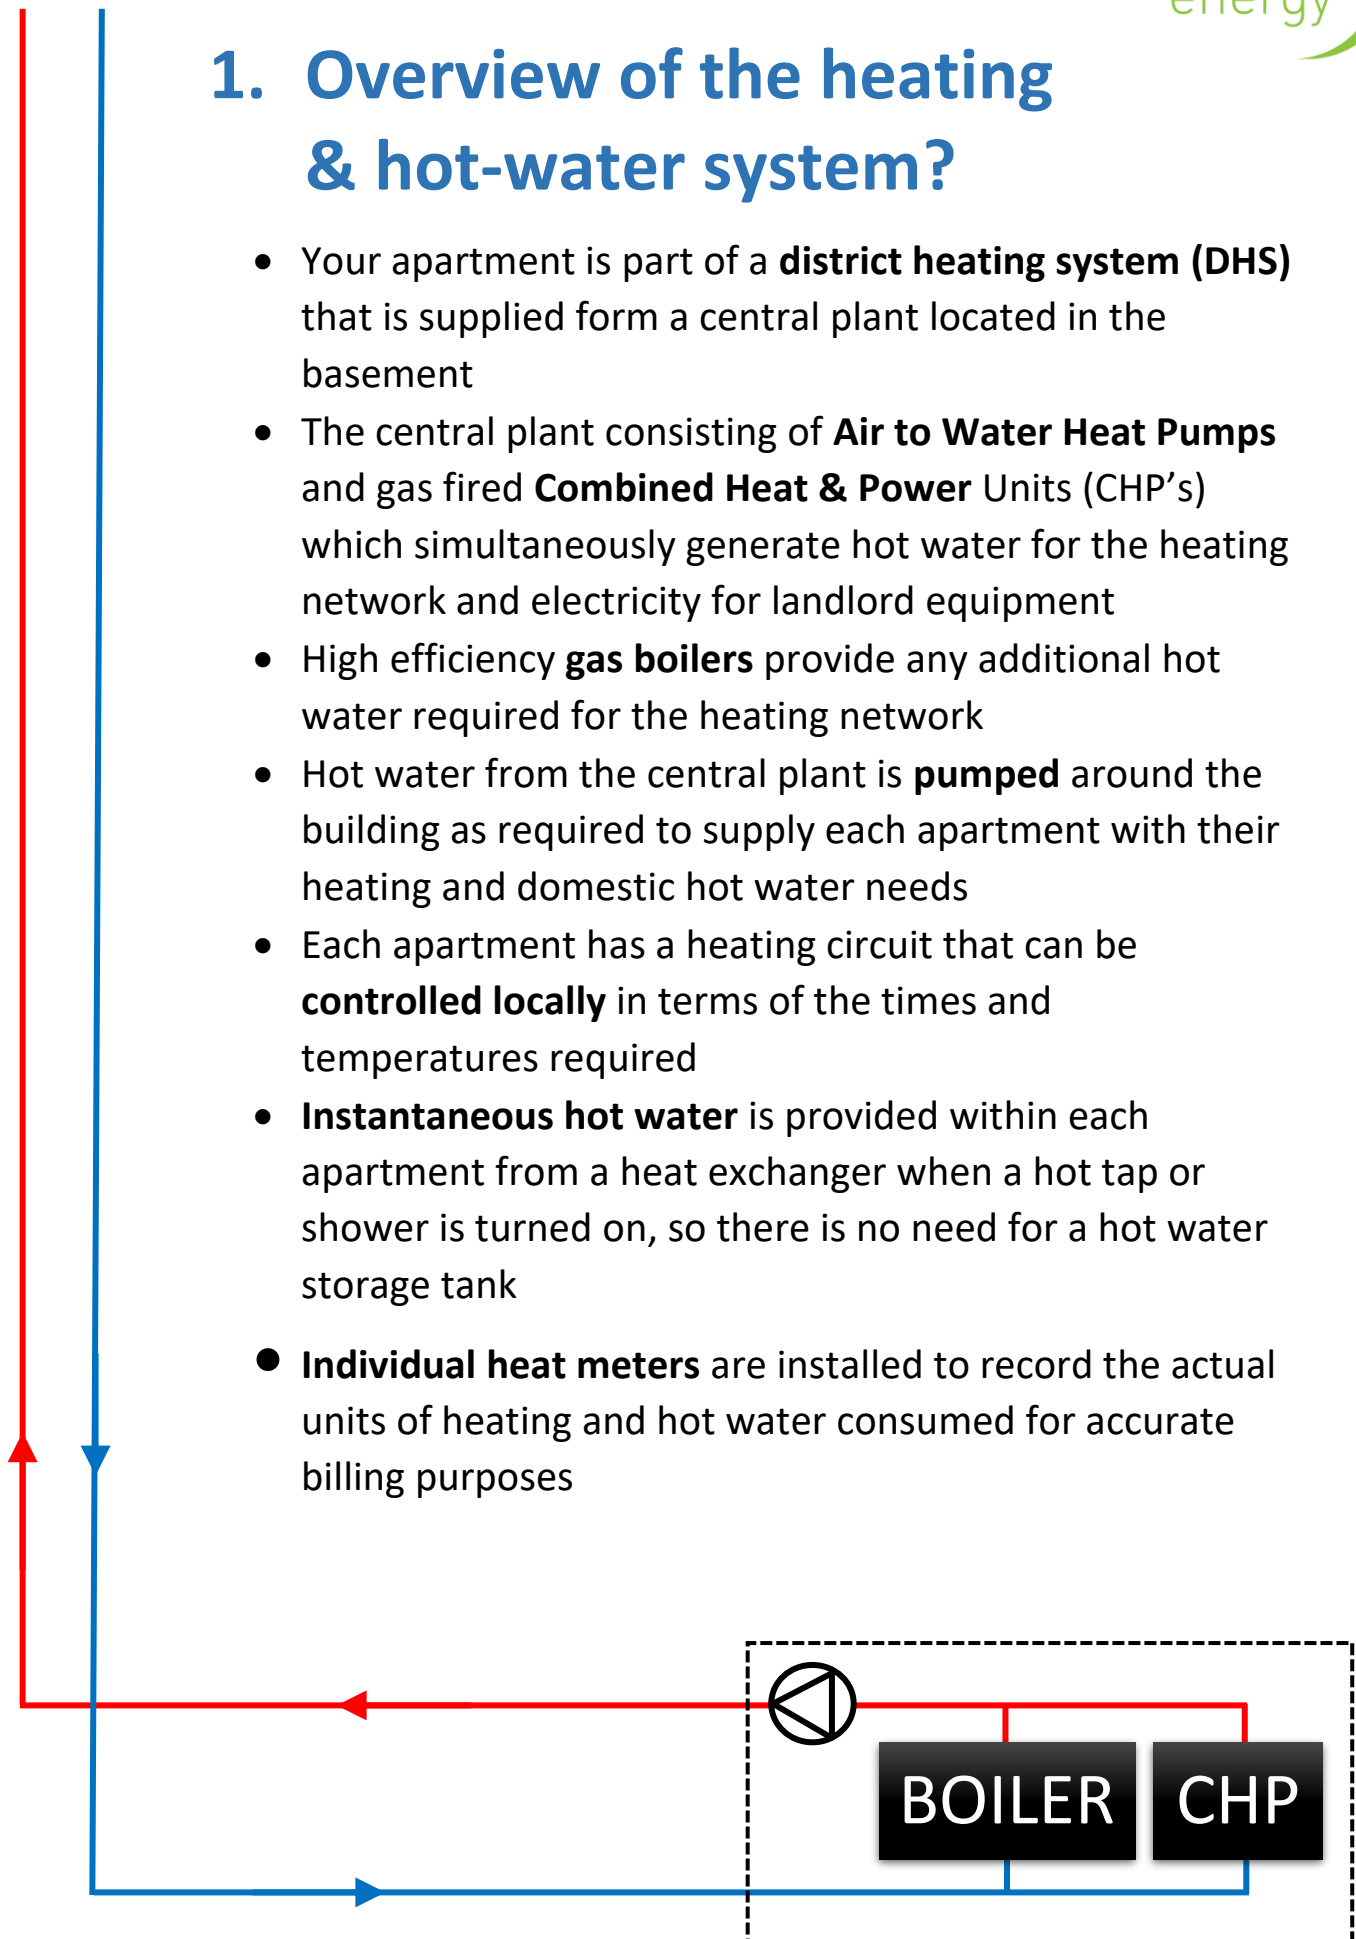 energy
1. Overview of the heating
& hot-water system?
• Your apartment is part of a district heating system (DHS)
that is supplied form a central plant located in the
basement
• The central plant consisting of Air to Water Heat Pumps
and gas fired Combined Heat & Power Units (CHP’s)
which simultaneously generate hot water for the heating
network and electricity for landlord equipment
• High efficiency gas boilers provide any additional hot
water required for the heating network
• Hot water from the central plant is pumped around the
building as required to supply each apartment with their
heating and domestic hot water needs
• Each apartment has a heating circuit that can be
controlled locally in terms of the times and
temperatures required
• Instantaneous hot water is provided within each
apartment from a heat exchanger when a hot tap or
shower is turned on, so there is no need for a hot water
storage tank
• Individual heat meters are installed to record the actual
units of heating and hot water consumed for accurate
billing purposes
BOILER CHP